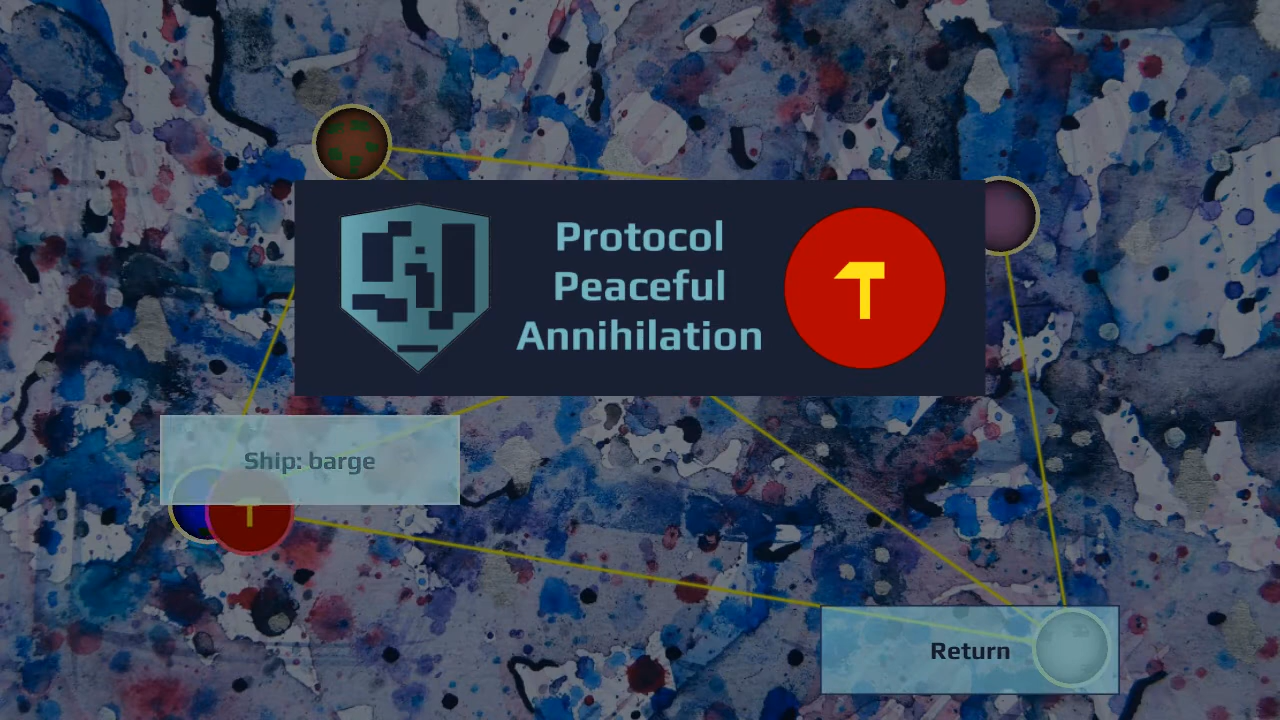 Protocol
Peaceful
Annihilation
Ship: barge
Return